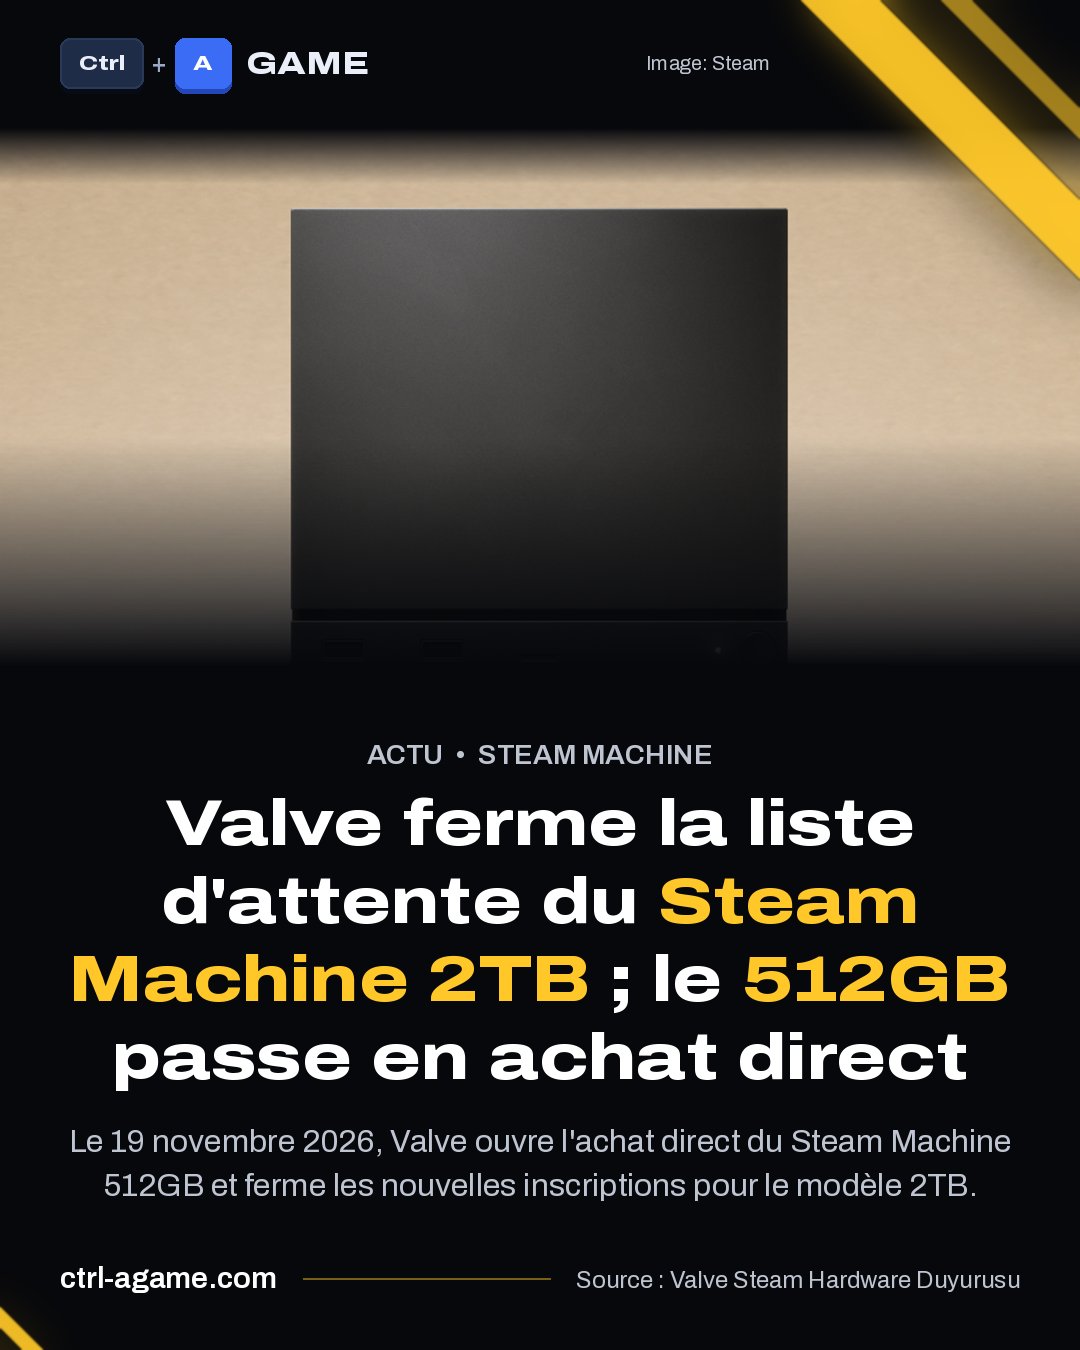 Ctrl + A GAME
Image: Steam
ACTU • STEAM MACHINE
Valve ferme la liste
d'attente du Steam
Machine 2TB ; le 512GB
passe en achat direct
Le 19 novembre 2026, Valve ouvre l'achat direct du Steam Machine
512GB et ferme les nouvelles inscriptions pour le modèle 2TB.
ctrl-agame.com
Source : Valve Steam Hardware Duyurusu